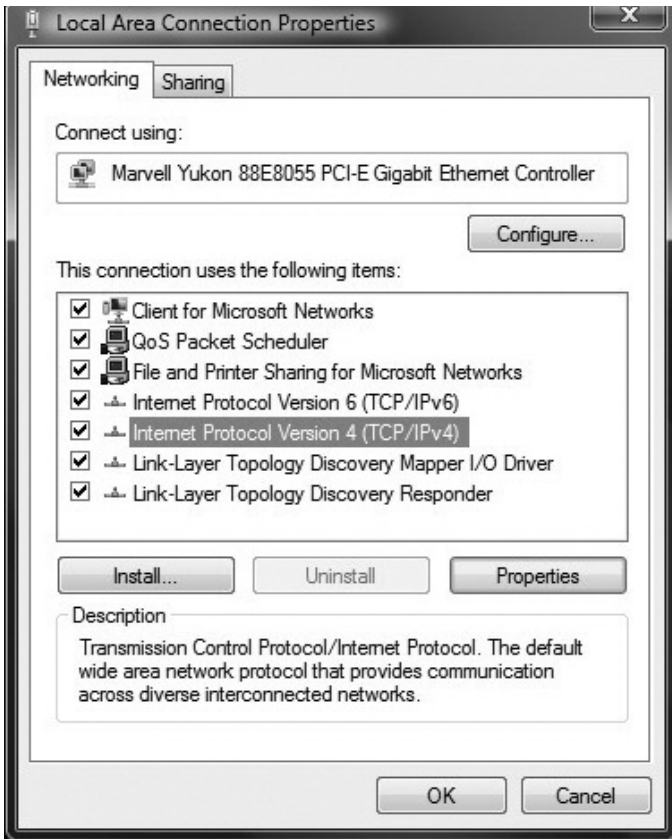 Local Area Connection Properties
Networking
Sharing
Connect using:
Marvell Yukon 88E8055 PCI-E Gigabit Ethernet Controller
Configure...
This connection uses the following items:
Client for Microsoft Networks
QoS Packet Scheduler
File and Printer Sharing for Microsoft Networks
Internet Protocol Version 6 (TCP/IPv6)
Internet Protocol Version 4 (TCP/IPv4)
Link-Layer Topology Discovery Mapper I/O Driver
Link-Layer Topology Discovery Responder
Install...
Uninstall
Properties
Description
Transmission Control Protocol/Internet Protocol. The default
wide area network protocol that provides communication
across diverse interconnected networks.
OK
Cancel